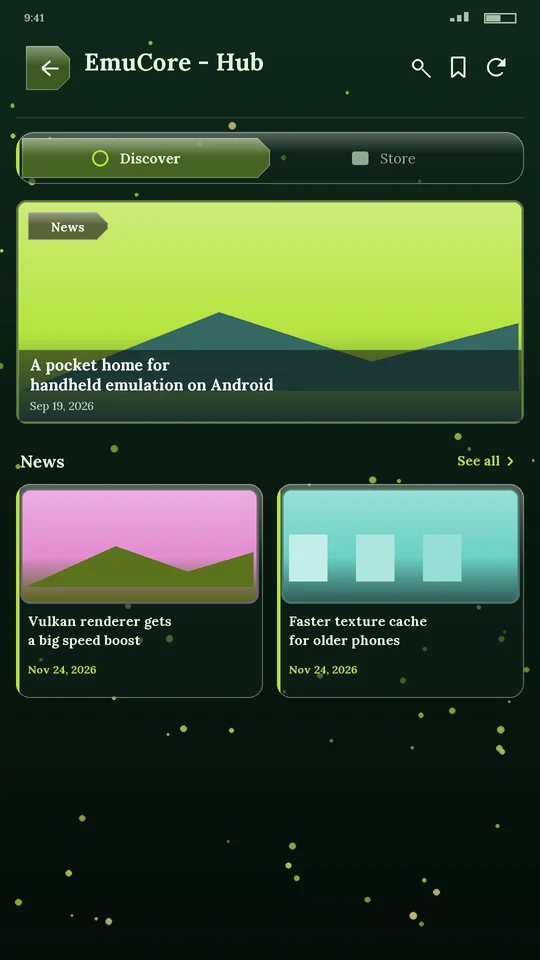 9:41
EmuCore - Hub
Discover
Store
News
A pocket home for
handheld emulation on Android
Sep 19, 2026
News
See all
Vulkan renderer gets
a big speed boost
Nov 24, 2026
Faster texture cache
for older phones
Nov 24, 2026